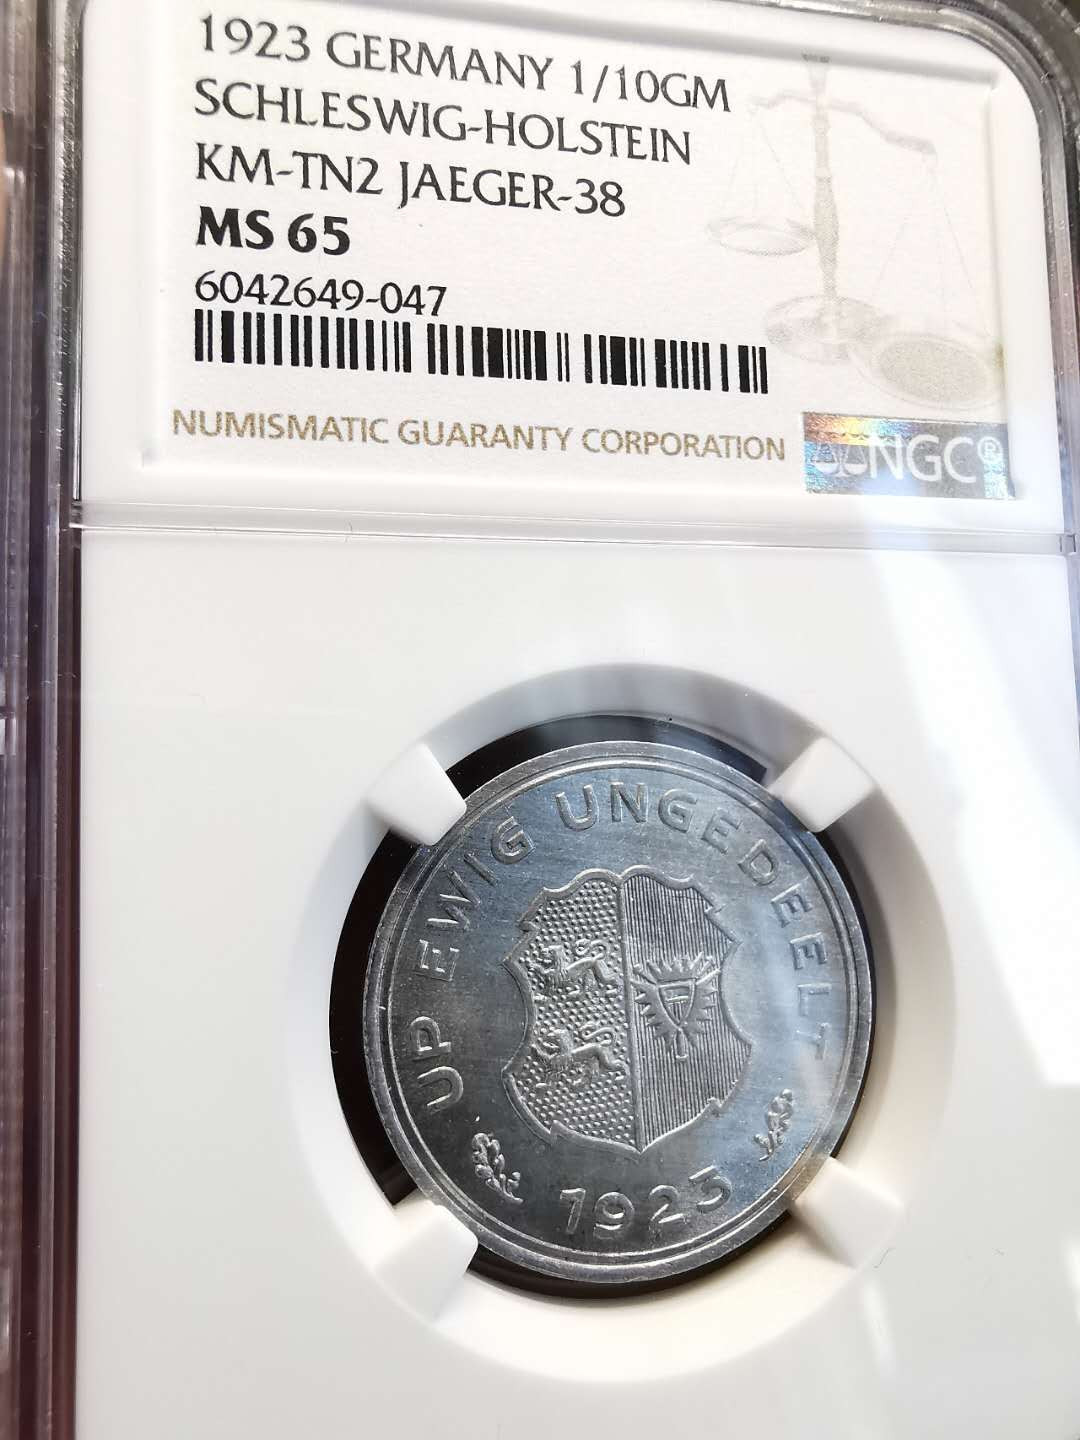 1923 GERMANY 1/10GM
SCHLESWIG-HOLSTEIN
KM-TN2 JAEGER-38
MS 65
6042649-047
NUMISMATIC GUARANTY CORPORATION
NGC®
UP EWIG UNGEDEELT
1923